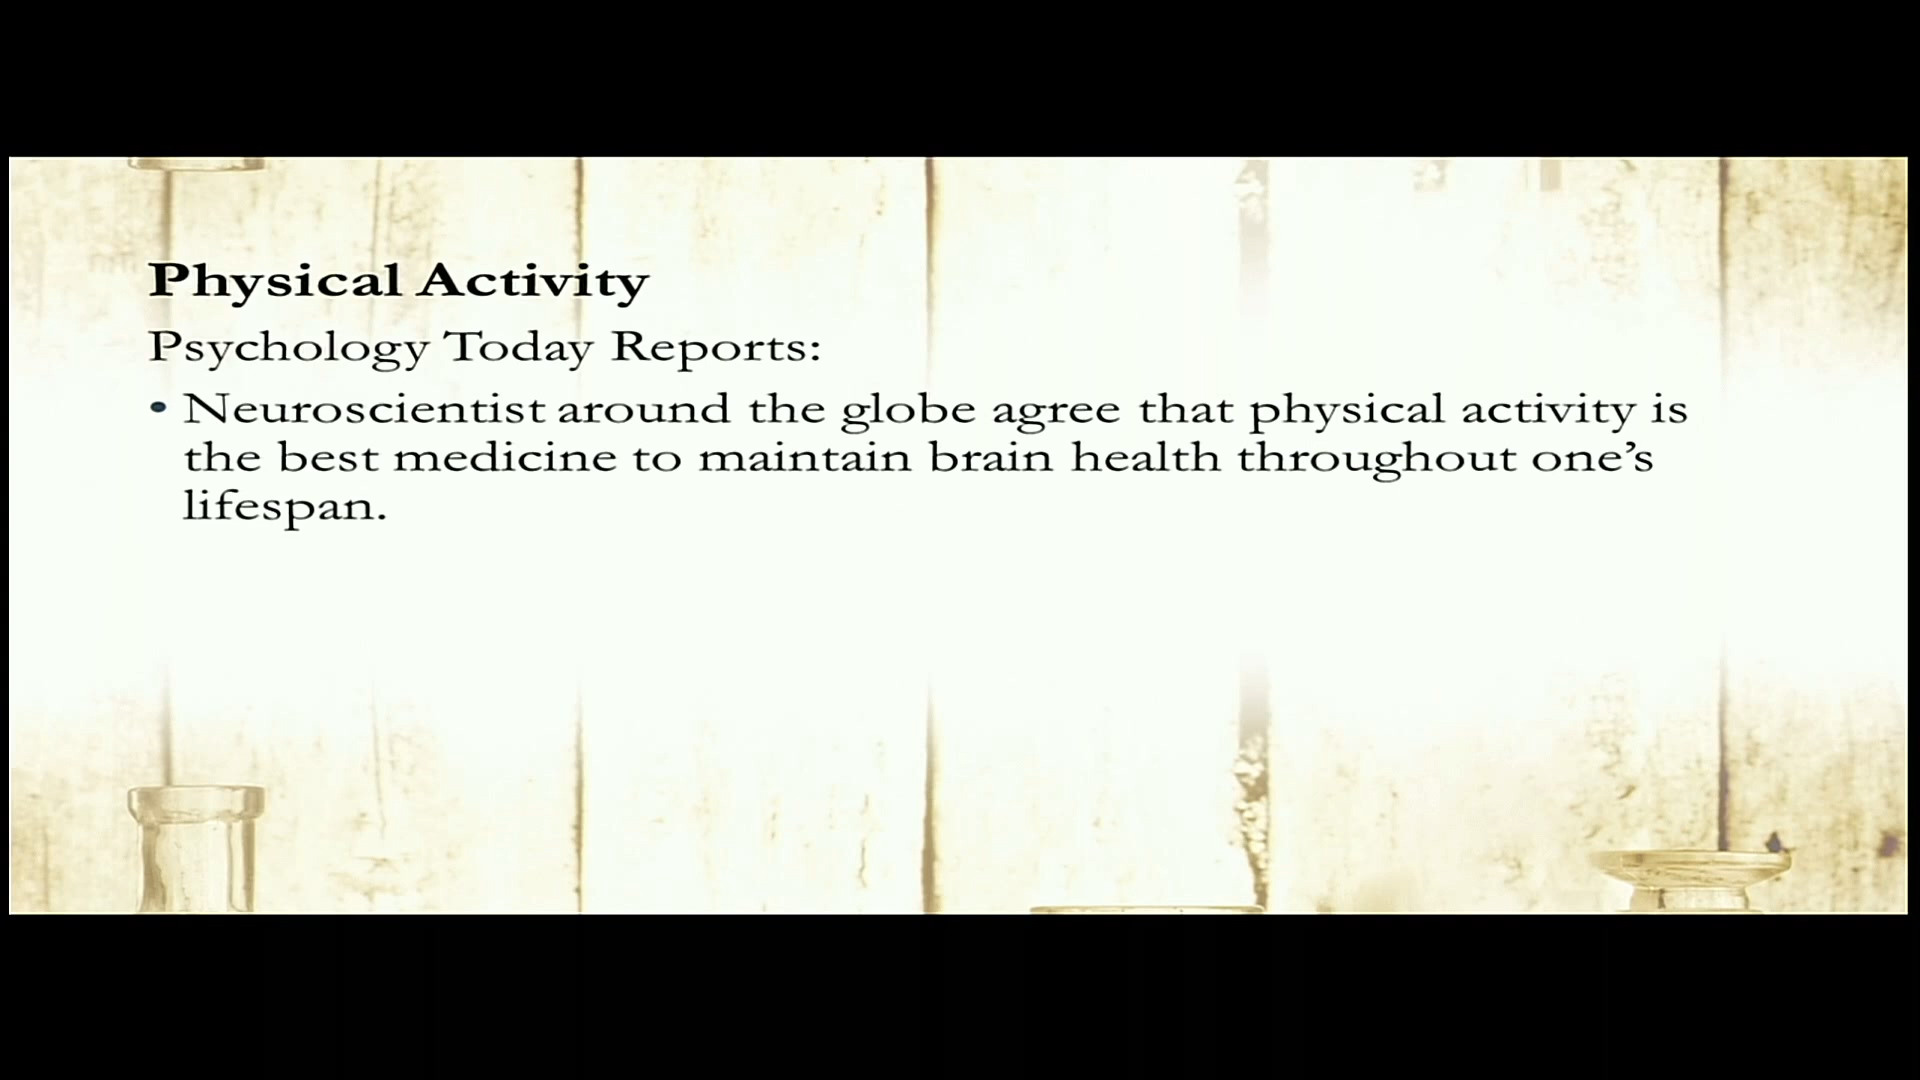 Physical Activity
Psychology Today Reports:
• Neuroscientist around the globe agree that physical activity is
the best medicine to maintain brain health throughout one’s
lifespan.